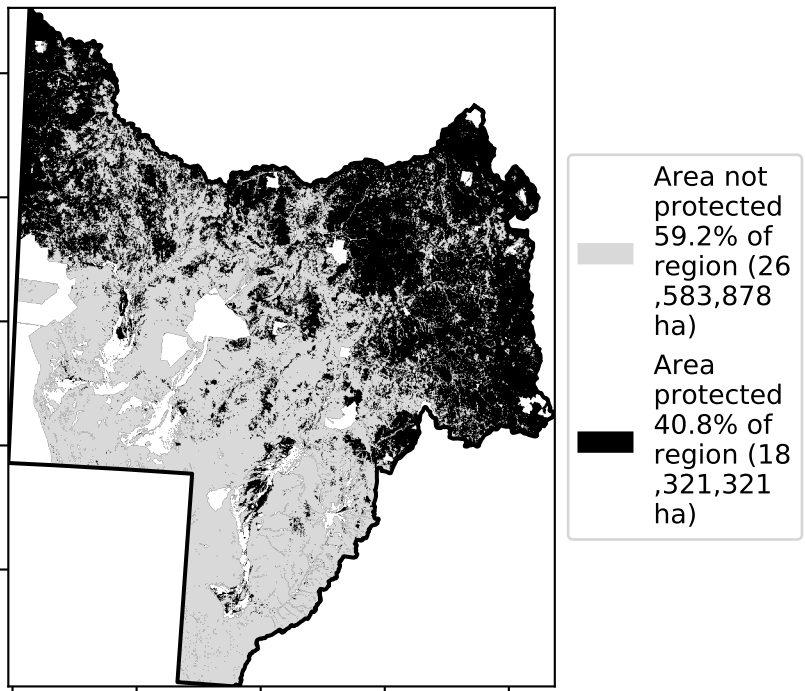 Area not
protected
59.2% of
region (26
,583,878
ha)
Area
protected
40.8% of
region (18
,321,321
ha)